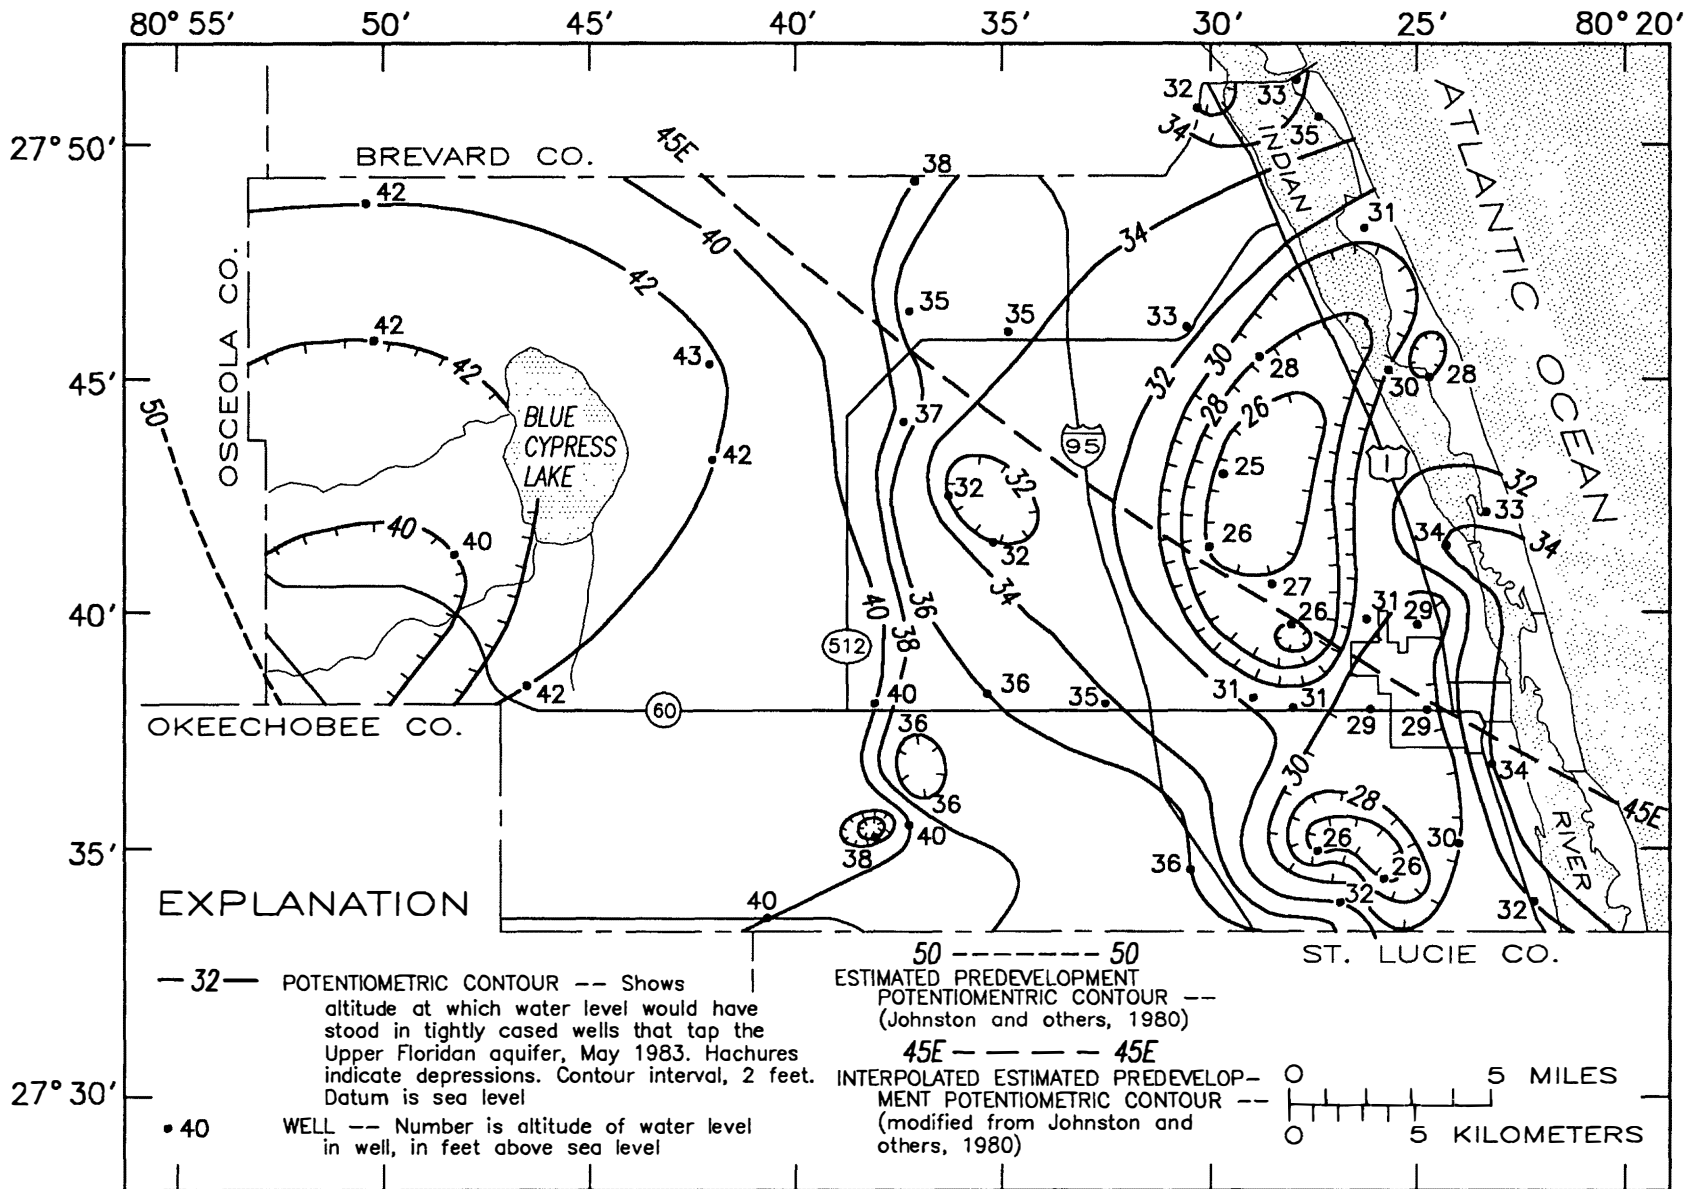 80° 55′ 50′ 45′ 40′ 35′ 30′ 25′ 80° 20′
27° 50′
45′
40′
35′
27° 30′
BREVARD CO.
OSCEOLA CO.
OKEECHOBEE CO.
ST. LUCIE CO.
ATLANTIC
OCEAN
INDIAN
RIVER
BLUE
CYPRESS
LAKE
45E
38
32
33
34
35
42
40
42
34
31
35
35
33
42
43
42
30
32
28
28
30
28
50
37
26
42
25
32
32
33
32
34
34
26
40
40
32
27
34
26
31
29
40
36
38
42
40
36
35
31
31
29
29
36
30
34
36
28
45E
38
40
26
26
30
36
32
32
40
95
1
512
60
EXPLANATION
32
POTENTIOMETRIC CONTOUR -- Shows
altitude at which water level would have
stood in tightly cased wells that tap the
Upper Floridan aquifer, May 1983. Hachures
indicate depressions. Contour interval, 2 feet.
Datum is sea level
40
WELL -- Number is altitude of water level
in well, in feet above sea level
50 ------- 50
ESTIMATED PREDEVELOPMENT
POTENTIOMENTRIC CONTOUR --
(Johnston and others, 1980)
45E — — — — 45E
INTERPOLATED ESTIMATED PREDEVELOP-
MENT POTENTIOMETRIC CONTOUR --
(modified from Johnston and
others, 1980)
0 5 MILES
0 5 KILOMETERS